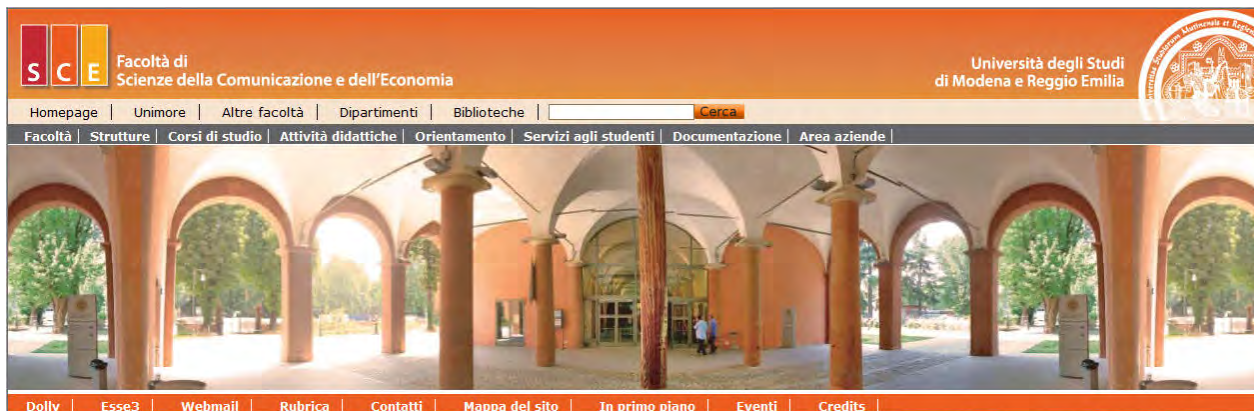 S C E
Facoltà di
Scienze della Comunicazione e dell'Economia
Università degli Studi
di Modena e Reggio Emilia
Homepage | Unimore | Altre facoltà | Dipartimenti | Biblioteche | Cerca
Facoltà | Strutture | Corsi di studio | Attività didattiche | Orientamento | Servizi agli studenti | Documentazione | Area aziende |
Dolly | Esse3 | Webmail | Rubrica | Contatti | Mappa del sito | In primo piano | Eventi | Credits |